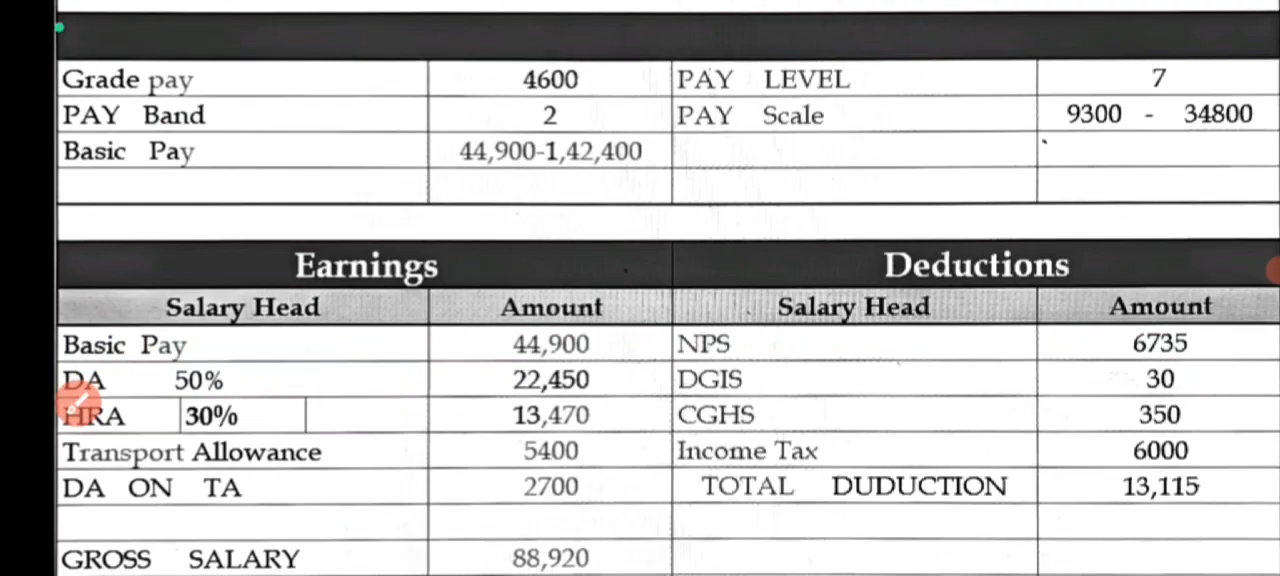 Grade pay 4600 PAY LEVEL 7
PAY Band 2 PAY Scale 9300 - 34800
Basic Pay 44,900-1,42,400
Earnings Deductions
Salary Head Amount Salary Head Amount
Basic Pay 44,900 NPS 6735
DA 50% 22,450 DGIS 30
HRA 30% 13,470 CGHS 350
Transport Allowance 5400 Income Tax 6000
DA ON TA 2700 TOTAL DUDUCTION 13,115
GROSS SALARY 88,920